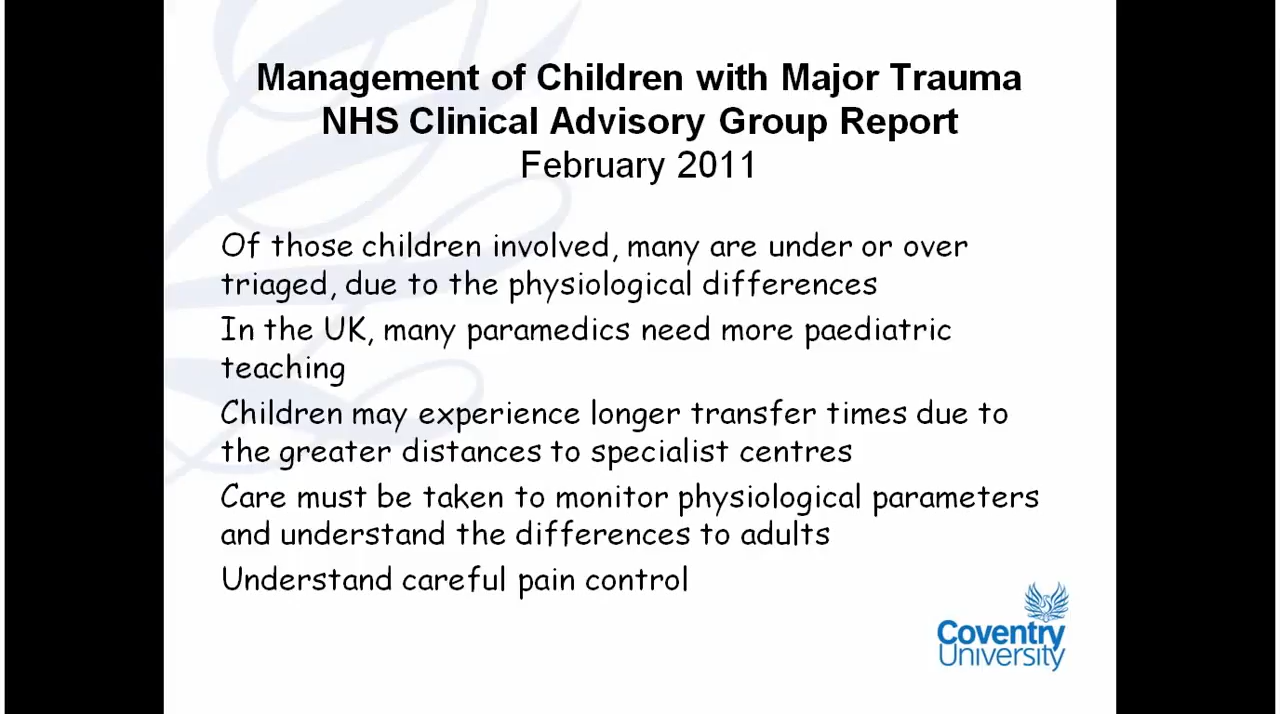 Management of Children with Major Trauma
NHS Clinical Advisory Group Report
February 2011
Of those children involved, many are under or over
triaged, due to the physiological differences
In the UK, many paramedics need more paediatric
teaching
Children may experience longer transfer times due to
the greater distances to specialist centres
Care must be taken to monitor physiological parameters
and understand the differences to adults
Understand careful pain control
Coventry
University